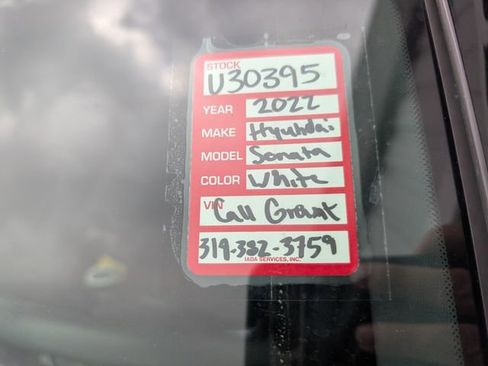 STOCK
U30395
YEAR 2022
MAKE Hyundai
MODEL Sonata
COLOR White
VIN Call Grant
319-382-3759
IADA SERVICES, INC.